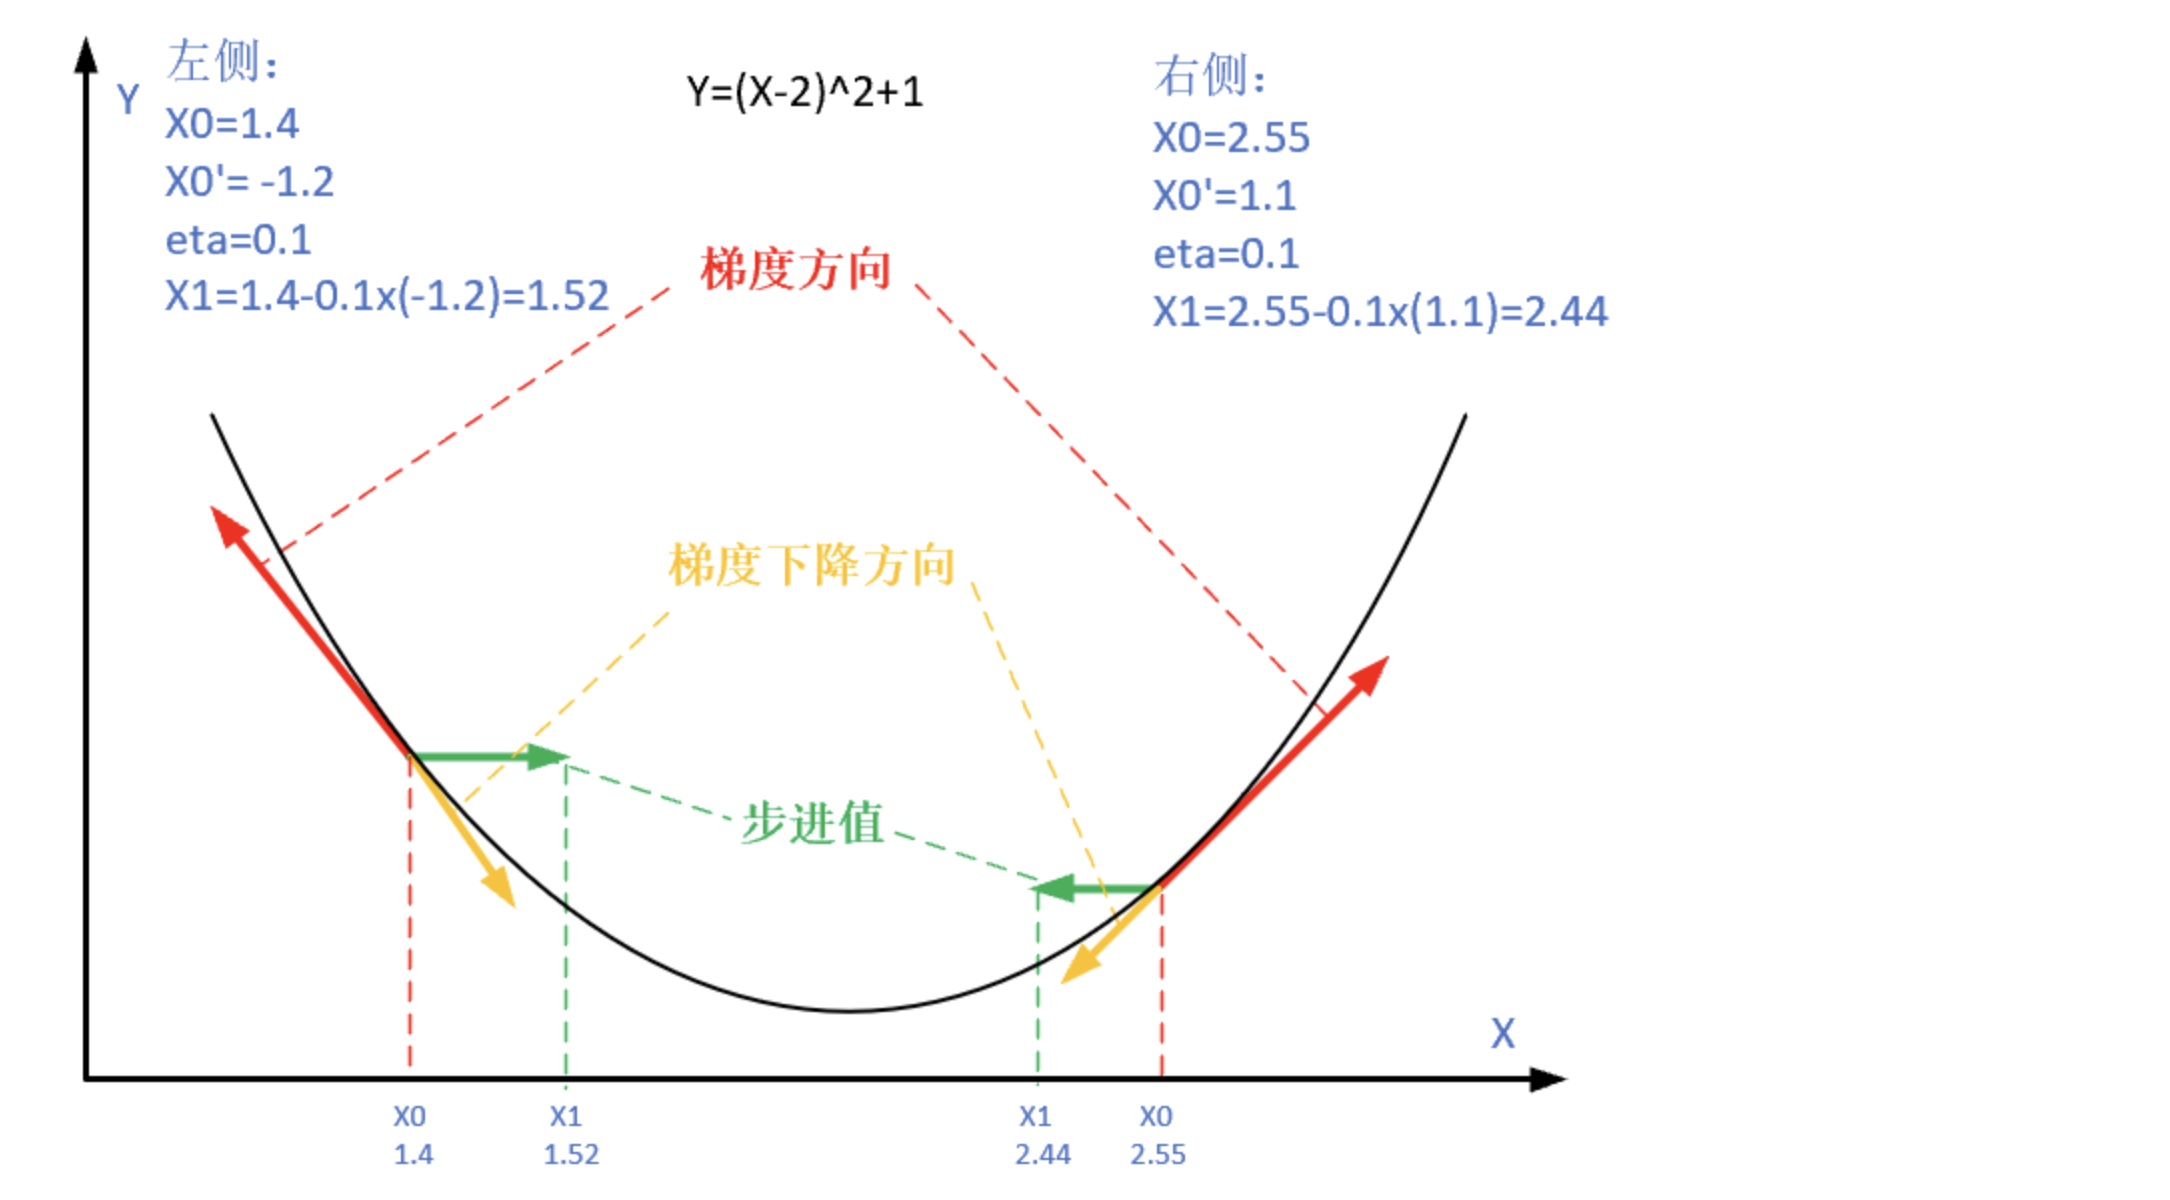 Y
左侧：
X0=1.4
X0'= -1.2
eta=0.1
X1=1.4-0.1x(-1.2)=1.52
Y=(X-2)^2+1
右侧：
X0=2.55
X0'=1.1
eta=0.1
X1=2.55-0.1x(1.1)=2.44
梯度方向
梯度下降方向
步进值
X
X0
1.4
X1
1.52
X1
2.44
X0
2.55